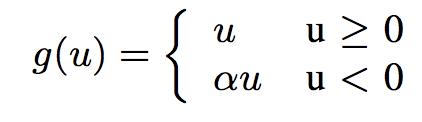 g(u) = { u    u ≥ 0
αu    u < 0